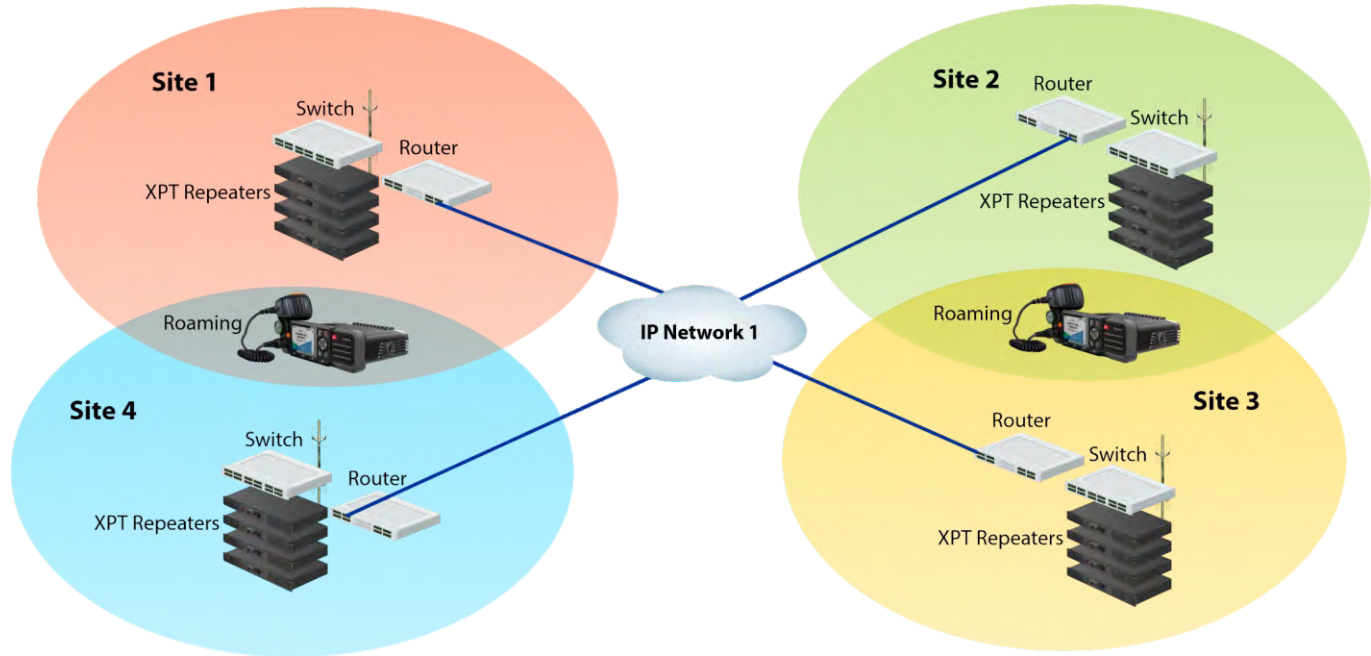 Site 1
Switch
Router
XPT Repeaters
Site 2
Router
Switch
XPT Repeaters
IP Network 1
Roaming
Roaming
Site 4
Switch
Router
XPT Repeaters
Site 3
Router
Switch
XPT Repeaters